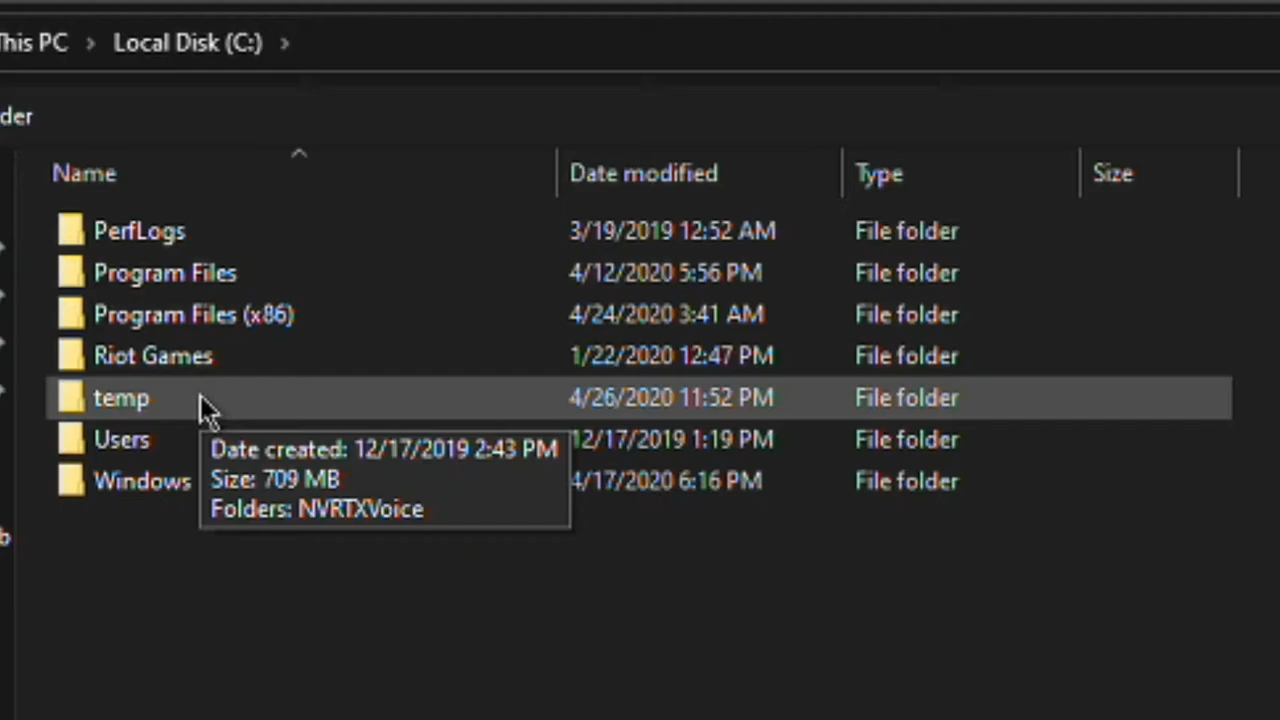 This PC > Local Disk (C:) >
der
Name Date modified Type Size
PerfLogs 3/19/2019 12:52 AM File folder
Program Files 4/12/2020 5:56 PM File folder
Program Files (x86) 4/24/2020 3:41 AM File folder
Riot Games 1/22/2020 12:47 PM File folder
temp 4/26/2020 11:52 PM File folder
Users 12/17/2019 1:19 PM File folder
Windows 4/17/2020 6:16 PM File folder
Date created: 12/17/2019 2:43 PM
Size: 709 MB
Folders: NVRTXVoice
b